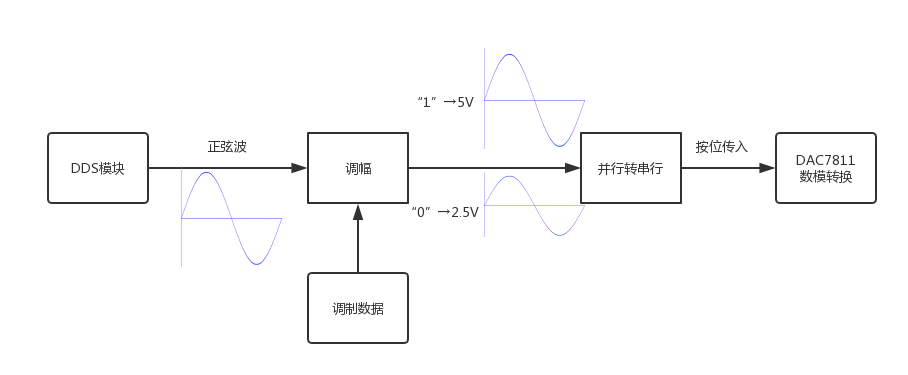 “1”→5V
正弦波
按位传入
DDS模块
调幅
并行转串行
DAC7811
数模转换
“0”→2.5V
调制数据